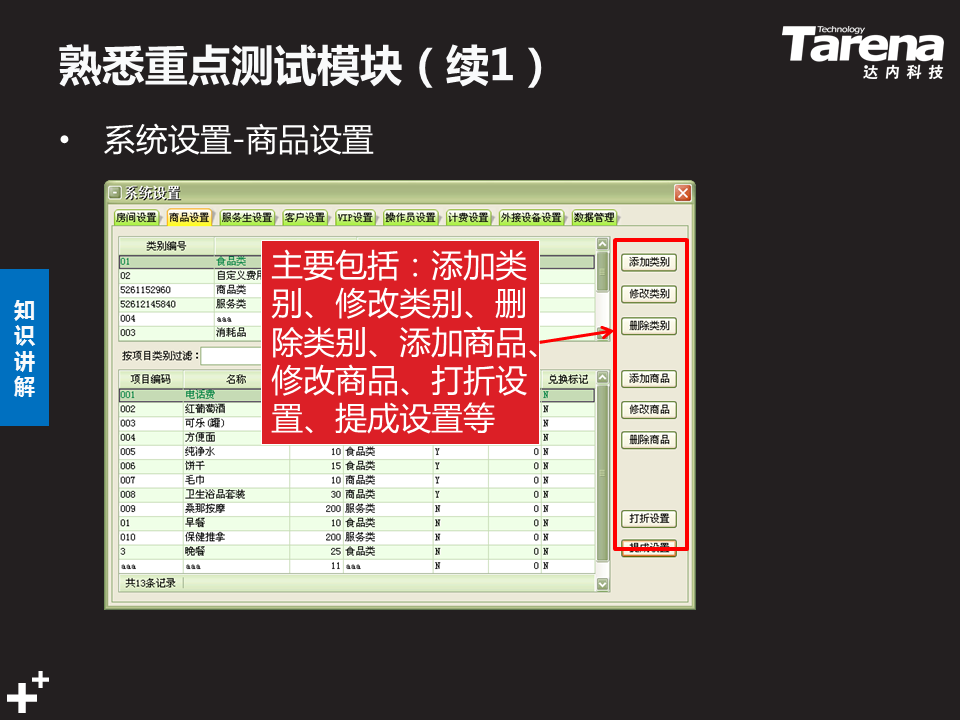 熟悉重点测试模块（续1）
Technology
Tarena
达内科技
• 系统设置-商品设置
知识讲解
系统设置
房间设置 商品设置 服务生设置 客户设置 VIP设置 操作员设置 计费设置 外接设备设置 数据管理
类别编号
01 食品类
02 自定义费用
5261152960 商品类
52612145840 服务类
004 aaa
003 消耗品
添加类别
修改类别
删除类别
主要包括：添加类
别、修改类别、删
除类别、添加商品、
修改商品、打折设
置、提成设置等
按项目类别过滤：
项目编码 名称 兑换标记
001 电话费 N
002 红葡萄酒 N
003 可乐(罐) N
004 方便面 N
005 纯净水 10 食品类 Y 0 N
006 饼干 15 食品类 Y 0 N
007 毛巾 10 商品类 Y 0 N
008 卫生浴品套装 30 商品类 Y 0 N
009 桑那按摩 200 服务类 N 0 N
01 早餐 10 食品类 N 0 N
010 保健推拿 200 服务类 N 0 N
3 晚餐 25 食品类 N 0 N
aaa aaa 11 aaa N 0 N
添加商品
修改商品
删除商品
打折设置
提成设置
共13条记录